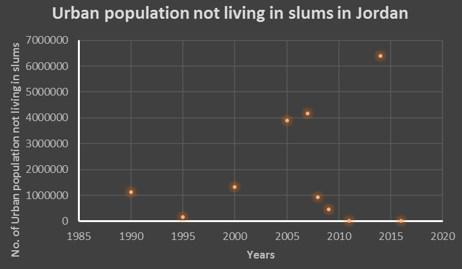 Urban population not living in slums in Jordan
No. of Urban population not living in slums
7000000
6000000
5000000
4000000
3000000
2000000
1000000
0
1985 1990 1995 2000 2005 2010 2015 2020
Years